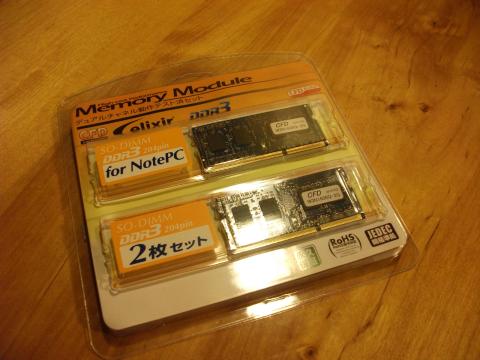 Memory Module
デュアルチャネル動作テスト済セット
CFD
elixir DDR3
SO-DIMM
DDR3 204pin
for NotePC
CFD
SO-DIMM
DDR3 204pin
2枚セット
CFD
RoHS
JEDEC